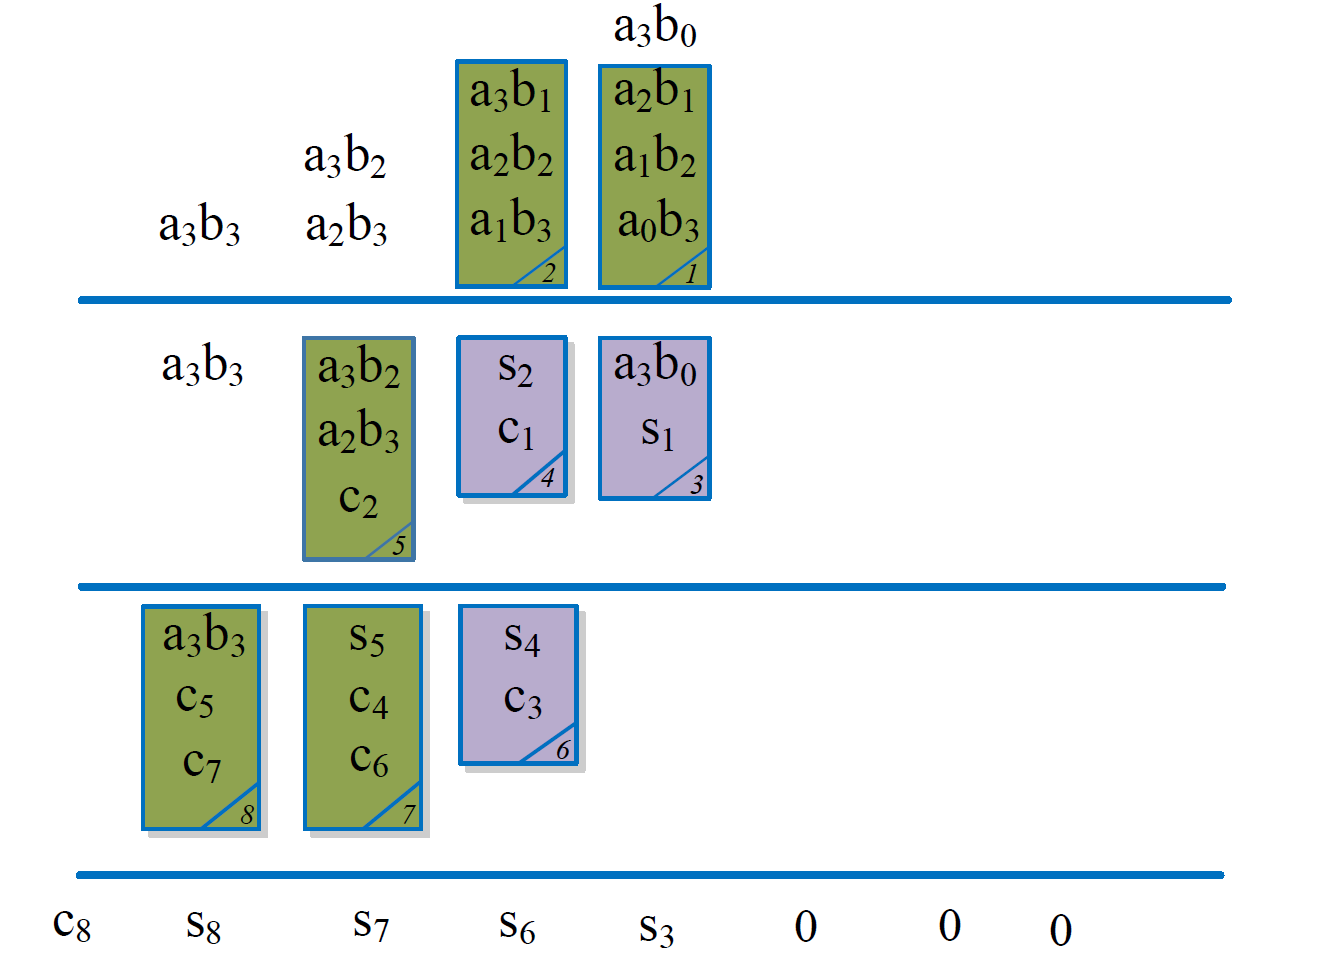 a₃b₀
a₃b₁ a₂b₁
a₃b₂ a₂b₂ a₁b₂
a₃b₃ a₂b₃ a₁b₃ a₀b₃
2 1
a₃b₃ a₃b₂ s₂ a₃b₀
a₂b₃ c₁ s₁
4 3
c₂
5
a₃b₃ s₅ s₄
c₅ c₄ c₃
c₇ c₆ 6
8 7
c₈ s₈ s₇ s₆ s₃ 0 0 0